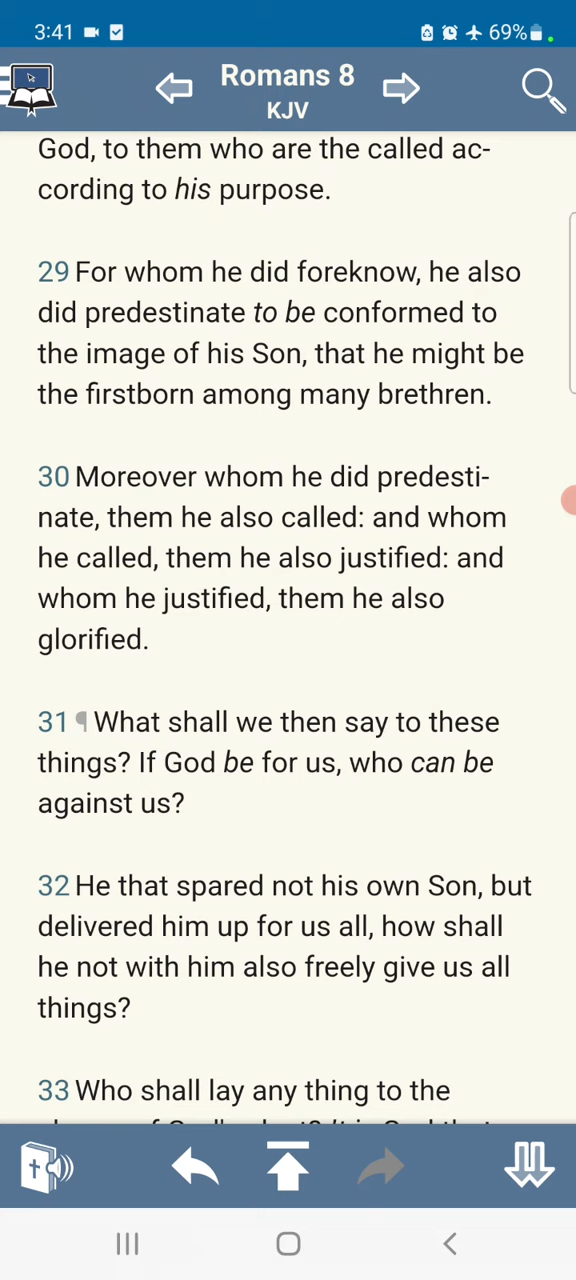 3:41
69%
Romans 8
KJV
God, to them who are the called ac-
cording to his purpose.
29 For whom he did foreknow, he also
did predestinate to be conformed to
the image of his Son, that he might be
the firstborn among many brethren.
30 Moreover whom he did predesti-
nate, them he also called: and whom
he called, them he also justified: and
whom he justified, them he also
glorified.
31 ¶ What shall we then say to these
things? If God be for us, who can be
against us?
32 He that spared not his own Son, but
delivered him up for us all, how shall
he not with him also freely give us all
things?
33 Who shall lay any thing to the